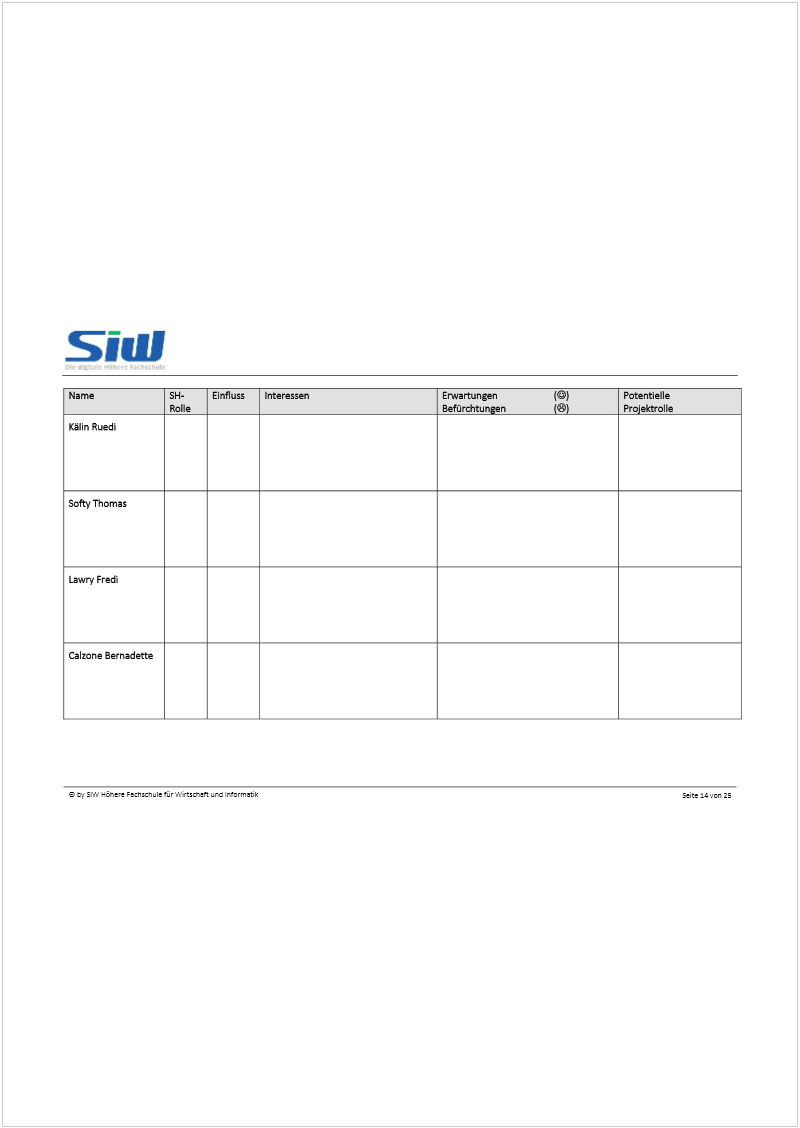 SiW
Die digitale Höhere Fachschule
Name SH-Rolle Einfluss Interessen Erwartungen (☺) Befürchtungen (☹) Potentielle Projektrolle
Kälin Ruedi
Softy Thomas
Lawry Fredi
Calzone Bernadette
© by SIW Höhere Fachschule für Wirtschaft und Informatik Seite 14 von 25